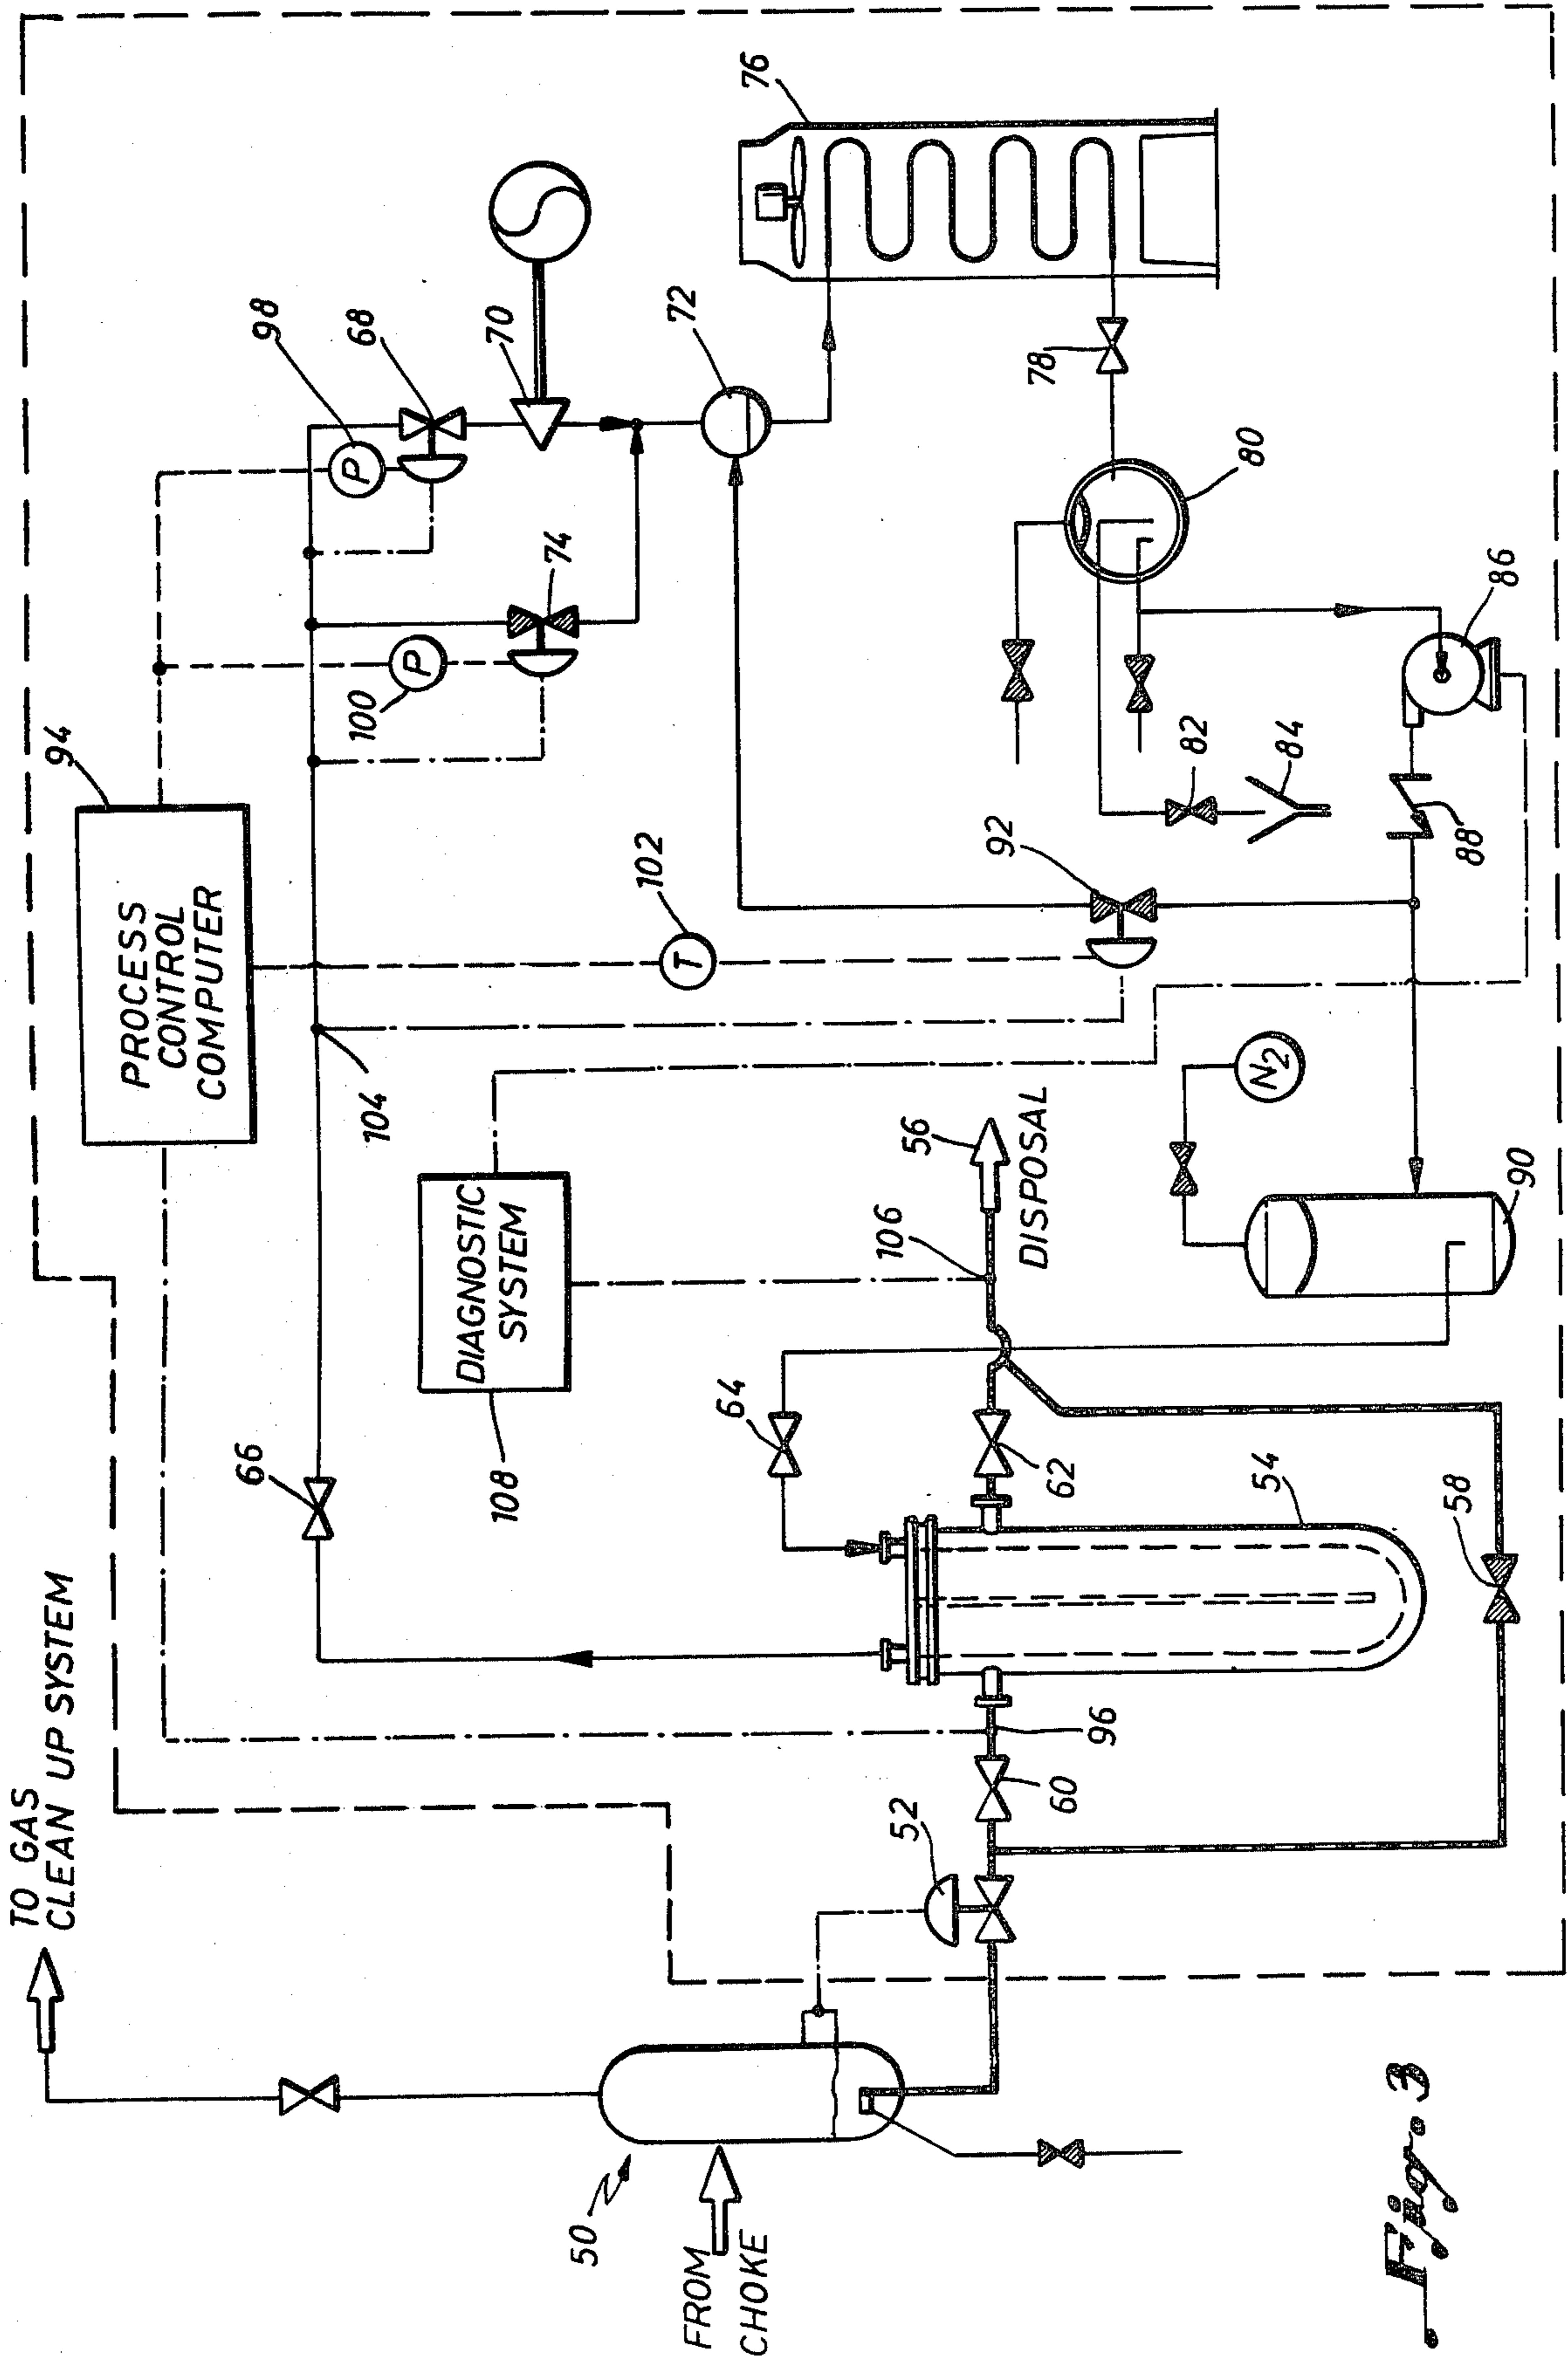 TO GAS
CLEAN UP SYSTEM
94
PROCESS
CONTROL
COMPUTER
98
68
76
70
72
100
P
P
74
66
104
102
T
DIAGNOSTIC
SYSTEM
108
64
92
78
80
82
84
86
88
56
DISPOSAL
106
N2
90
62
54
58
96
60
52
50
FROM
CHOKE
Fig. 3